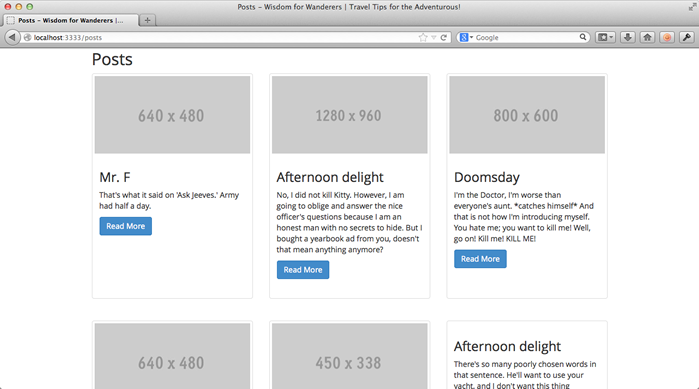 Posts – Wisdom for Wanderers | Travel Tips for the Adventurous!
Posts – Wisdom for Wanderers |...
localhost:3333/posts
Google
Posts
640 x 480
Mr. F
That's what it said on 'Ask Jeeves.' Army
had half a day.
Read More
1280 x 960
Afternoon delight
No, I did not kill Kitty. However, I am
going to oblige and answer the nice
officer's questions because I am an
honest man with no secrets to hide. But I
bought a yearbook ad from you, doesn't
that mean anything anymore?
Read More
800 x 600
Doomsday
I'm the Doctor, I'm worse than
everyone's aunt. *catches himself* And
that is not how I'm introducing myself.
You hate me; you want to kill me! Well,
go on! Kill me! KILL ME!
Read More
640 x 480
450 x 338
Afternoon delight
There's so many poorly chosen words in
that sentence. He'll want to use your
yacht, and I don't want this thing